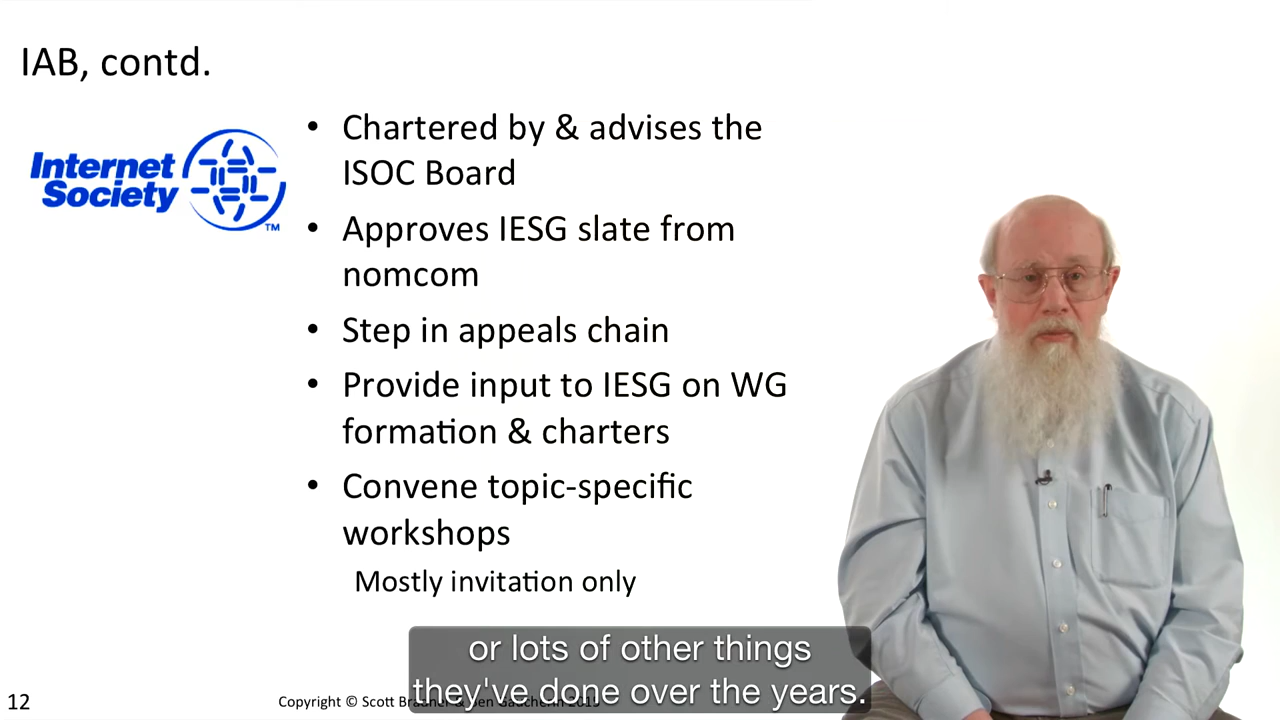 IAB, contd.
Internet
Society
TM
• Chartered by & advises the
ISOC Board
• Approves IESG slate from
nomcom
• Step in appeals chain
• Provide input to IESG on WG
formation & charters
• Convene topic-specific
workshops
Mostly invitation only
or lots of other things
they've done over the years.
12
Copyright © Scott